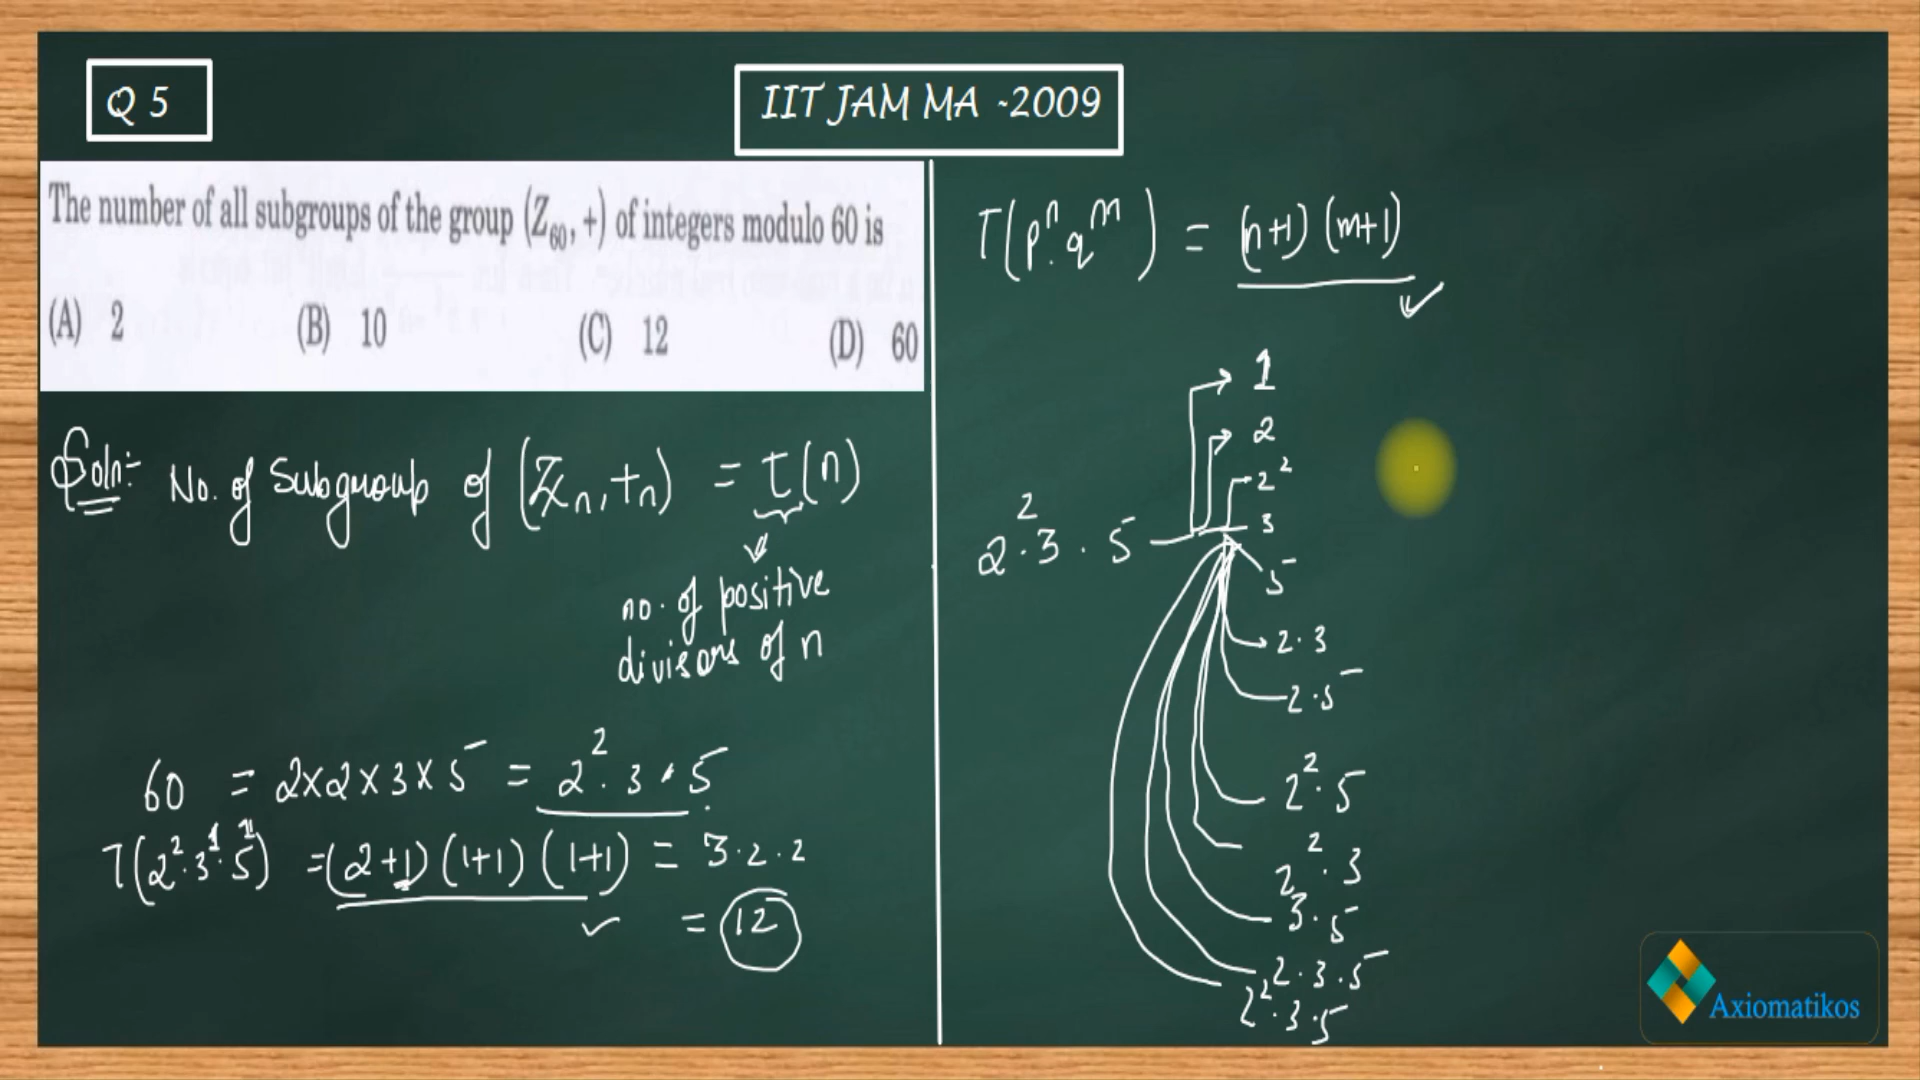 Q 5
IIT JAM MA -2009
The number of all subgroups of the group (Z₆₀, +) of integers modulo 60 is
(A) 2 (B) 10 (C) 12 (D) 60
Soln:- No. of Subgroup of (ℤₙ, +ₙ) = τ(n)
no. of positive
divisors of n
60 = 2×2×3×5 = 2².3.5
T(2².3¹.5¹) = (2+1)(1+1)(1+1) = 3.2.2
= 12
T(pⁿ.qᵐ) = (n+1)(m+1)
2².3.5
1
2
2²
3
5
2.3
2.5
2².5
2².3
3.5
2.3.5
2².3.5
Axiomatikos